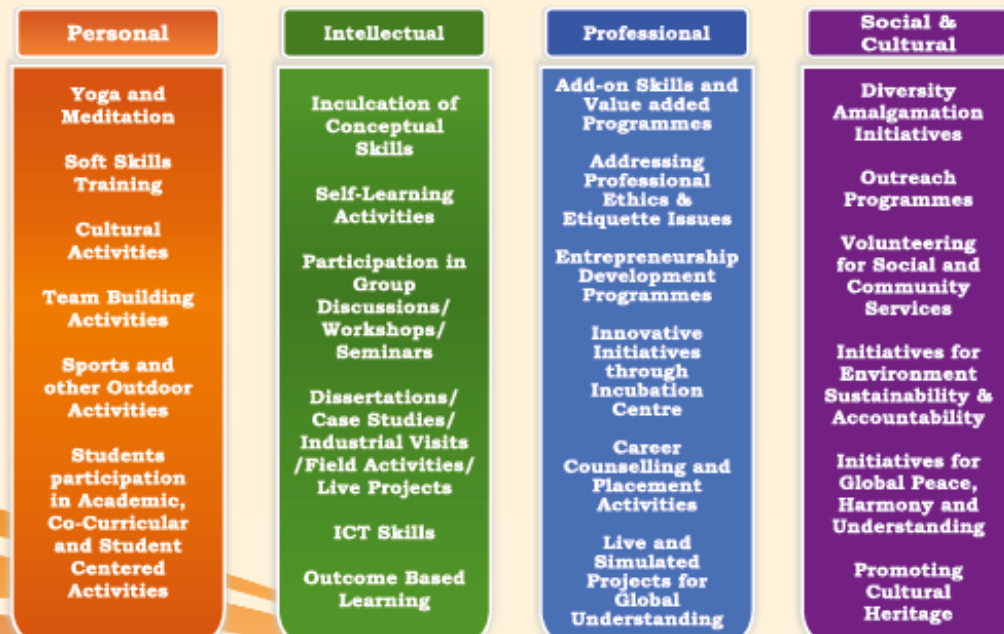 Personal
Yoga and
Meditation
Soft Skills
Training
Cultural
Activities
Team Building
Activities
Sports and
other Outdoor
Activities
Students
participation
in Academic,
Co-Curricular
and Student
Centered
Activities
Intellectual
Inculcation of
Conceptual
Skills
Self-Learning
Activities
Participation in
Group
Discussions/
Workshops/
Seminars
Dissertations/
Case Studies/
Industrial Visits
/Field Activities/
Live Projects
ICT Skills
Outcome Based
Learning
Professional
Add-on Skills and
Value added
Programmes
Addressing
Professional
Ethics &
Etiquette Issues
Entrepreneurship
Development
Programmes
Innovative
Initiatives
through
Incubation
Centre
Career
Counselling and
Placement
Activities
Live and
Simulated
Projects for
Global
Understanding
Social &
Cultural
Diversity
Amalgamation
Initiatives
Outreach
Programmes
Volunteering
for Social and
Community
Services
Initiatives for
Environment
Sustainability &
Accountability
Initiatives for
Global Peace,
Harmony and
Understanding
Promoting
Cultural
Heritage